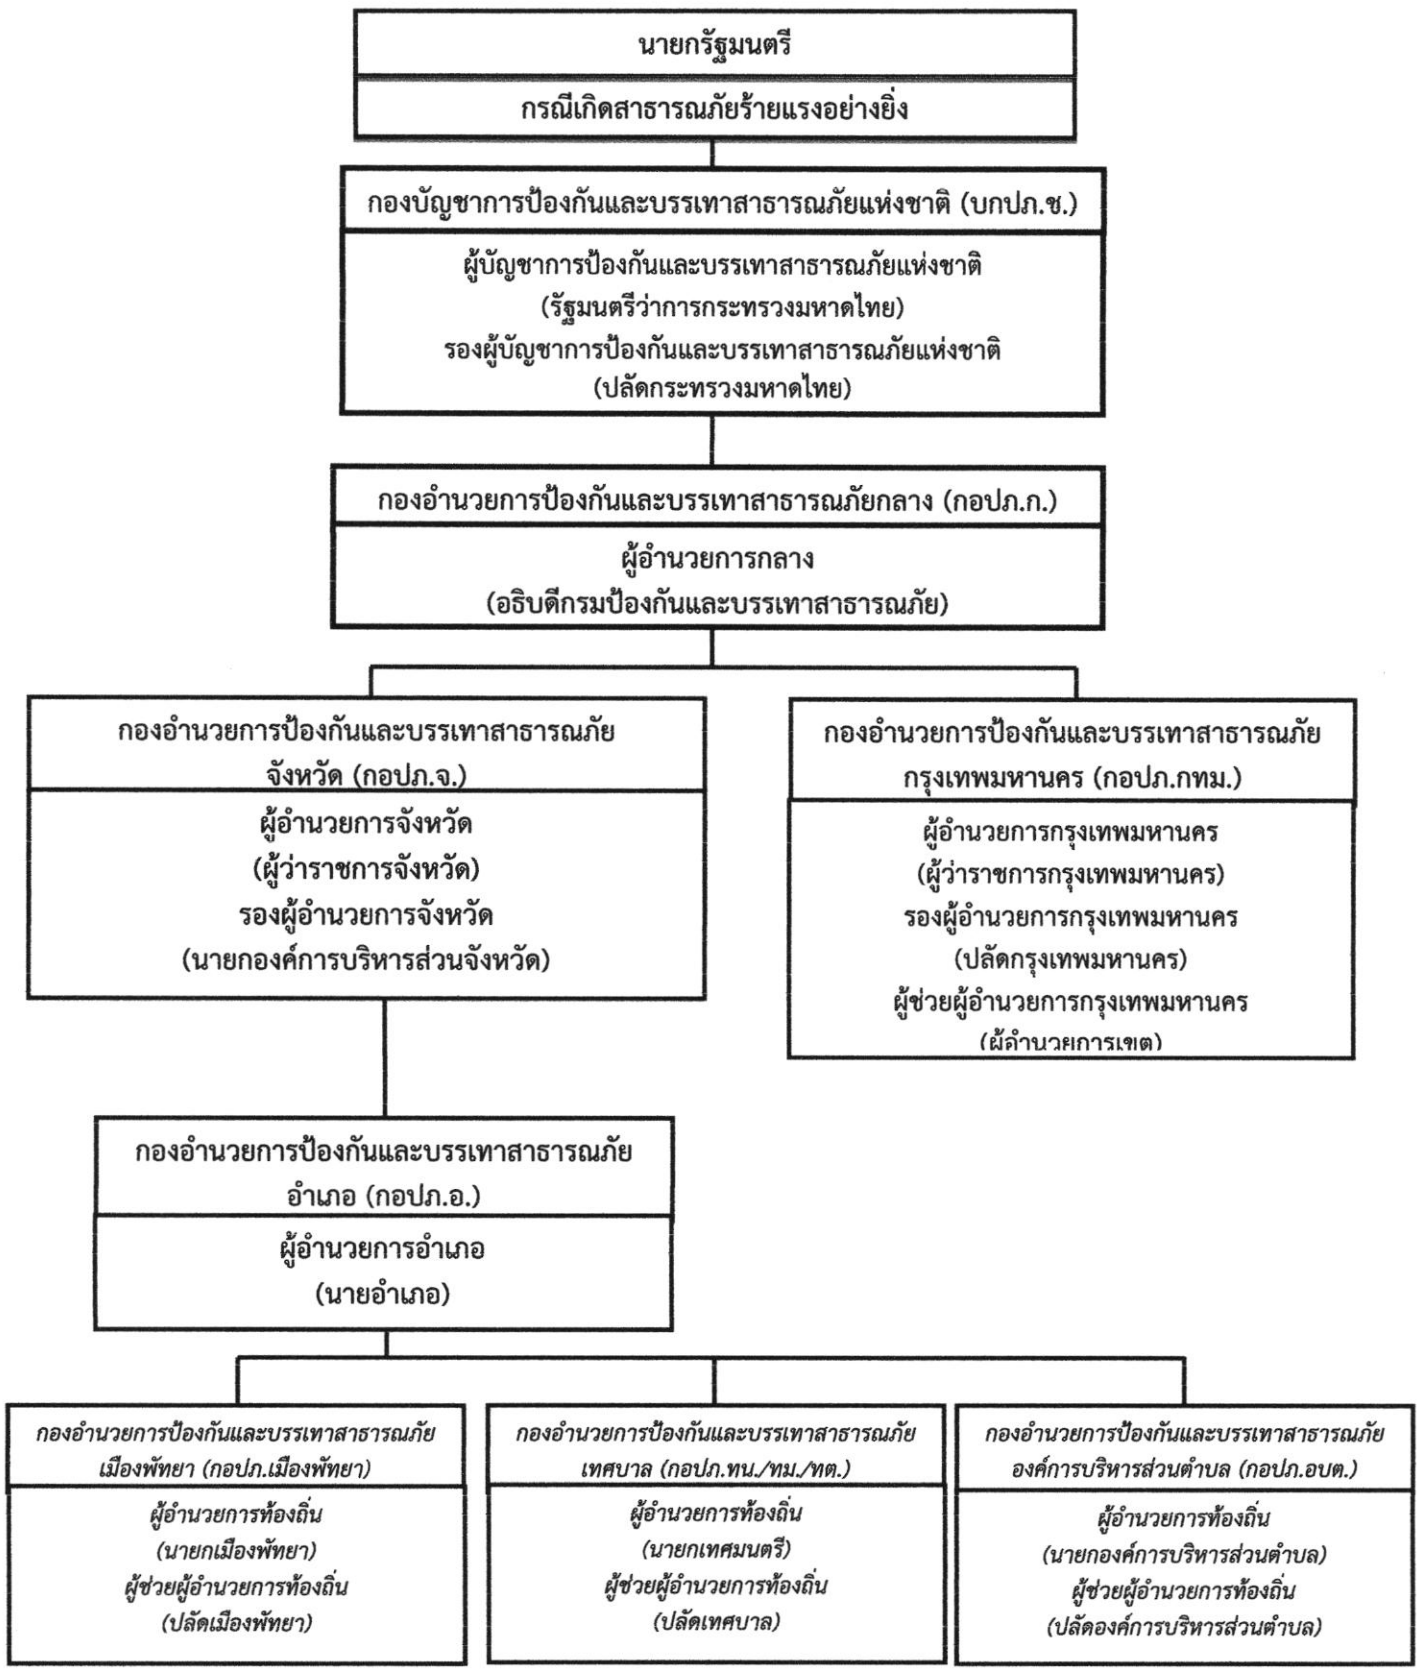 นายกรัฐมนตรี
กรณีเกิดสาธารณภัยร้ายแรงอย่างยิ่ง
กองบัญชาการป้องกันและบรรเทาสาธารณภัยแห่งชาติ (บกปภ.ช.)
ผู้บัญชาการป้องกันและบรรเทาสาธารณภัยแห่งชาติ
(รัฐมนตรีว่าการกระทรวงมหาดไทย)
รองผู้บัญชาการป้องกันและบรรเทาสาธารณภัยแห่งชาติ
(ปลัดกระทรวงมหาดไทย)
กองอำนวยการป้องกันและบรรเทาสาธารณภัยกลาง (กอปภ.ก.)
ผู้อำนวยการกลาง
(อธิบดีกรมป้องกันและบรรเทาสาธารณภัย)
กองอำนวยการป้องกันและบรรเทาสาธารณภัย
จังหวัด (กอปภ.จ.)
ผู้อำนวยการจังหวัด
(ผู้ว่าราชการจังหวัด)
รองผู้อำนวยการจังหวัด
(นายกองค์การบริหารส่วนจังหวัด)
กองอำนวยการป้องกันและบรรเทาสาธารณภัย
กรุงเทพมหานคร (กอปภ.กทม.)
ผู้อำนวยการกรุงเทพมหานคร
(ผู้ว่าราชการกรุงเทพมหานคร)
รองผู้อำนวยการกรุงเทพมหานคร
(ปลัดกรุงเทพมหานคร)
ผู้ช่วยผู้อำนวยการกรุงเทพมหานคร
(ผู้อำนวยการเขต)
กองอำนวยการป้องกันและบรรเทาสาธารณภัย
อำเภอ (กอปภ.อ.)
ผู้อำนวยการอำเภอ
(นายอำเภอ)
กองอำนวยการป้องกันและบรรเทาสาธารณภัย
เมืองพัทยา (กอปภ.เมืองพัทยา)
ผู้อำนวยการท้องถิ่น
(นายกเมืองพัทยา)
ผู้ช่วยผู้อำนวยการท้องถิ่น
(ปลัดเมืองพัทยา)
กองอำนวยการป้องกันและบรรเทาสาธารณภัย
เทศบาล (กอปภ.ทน./ทม./ทต.)
ผู้อำนวยการท้องถิ่น
(นายกเทศมนตรี)
ผู้ช่วยผู้อำนวยการท้องถิ่น
(ปลัดเทศบาล)
กองอำนวยการป้องกันและบรรเทาสาธารณภัย
องค์การบริหารส่วนตำบล (กอปภ.อบต.)
ผู้อำนวยการท้องถิ่น
(นายกองค์การบริหารส่วนตำบล)
ผู้ช่วยผู้อำนวยการท้องถิ่น
(ปลัดองค์การบริหารส่วนตำบล)